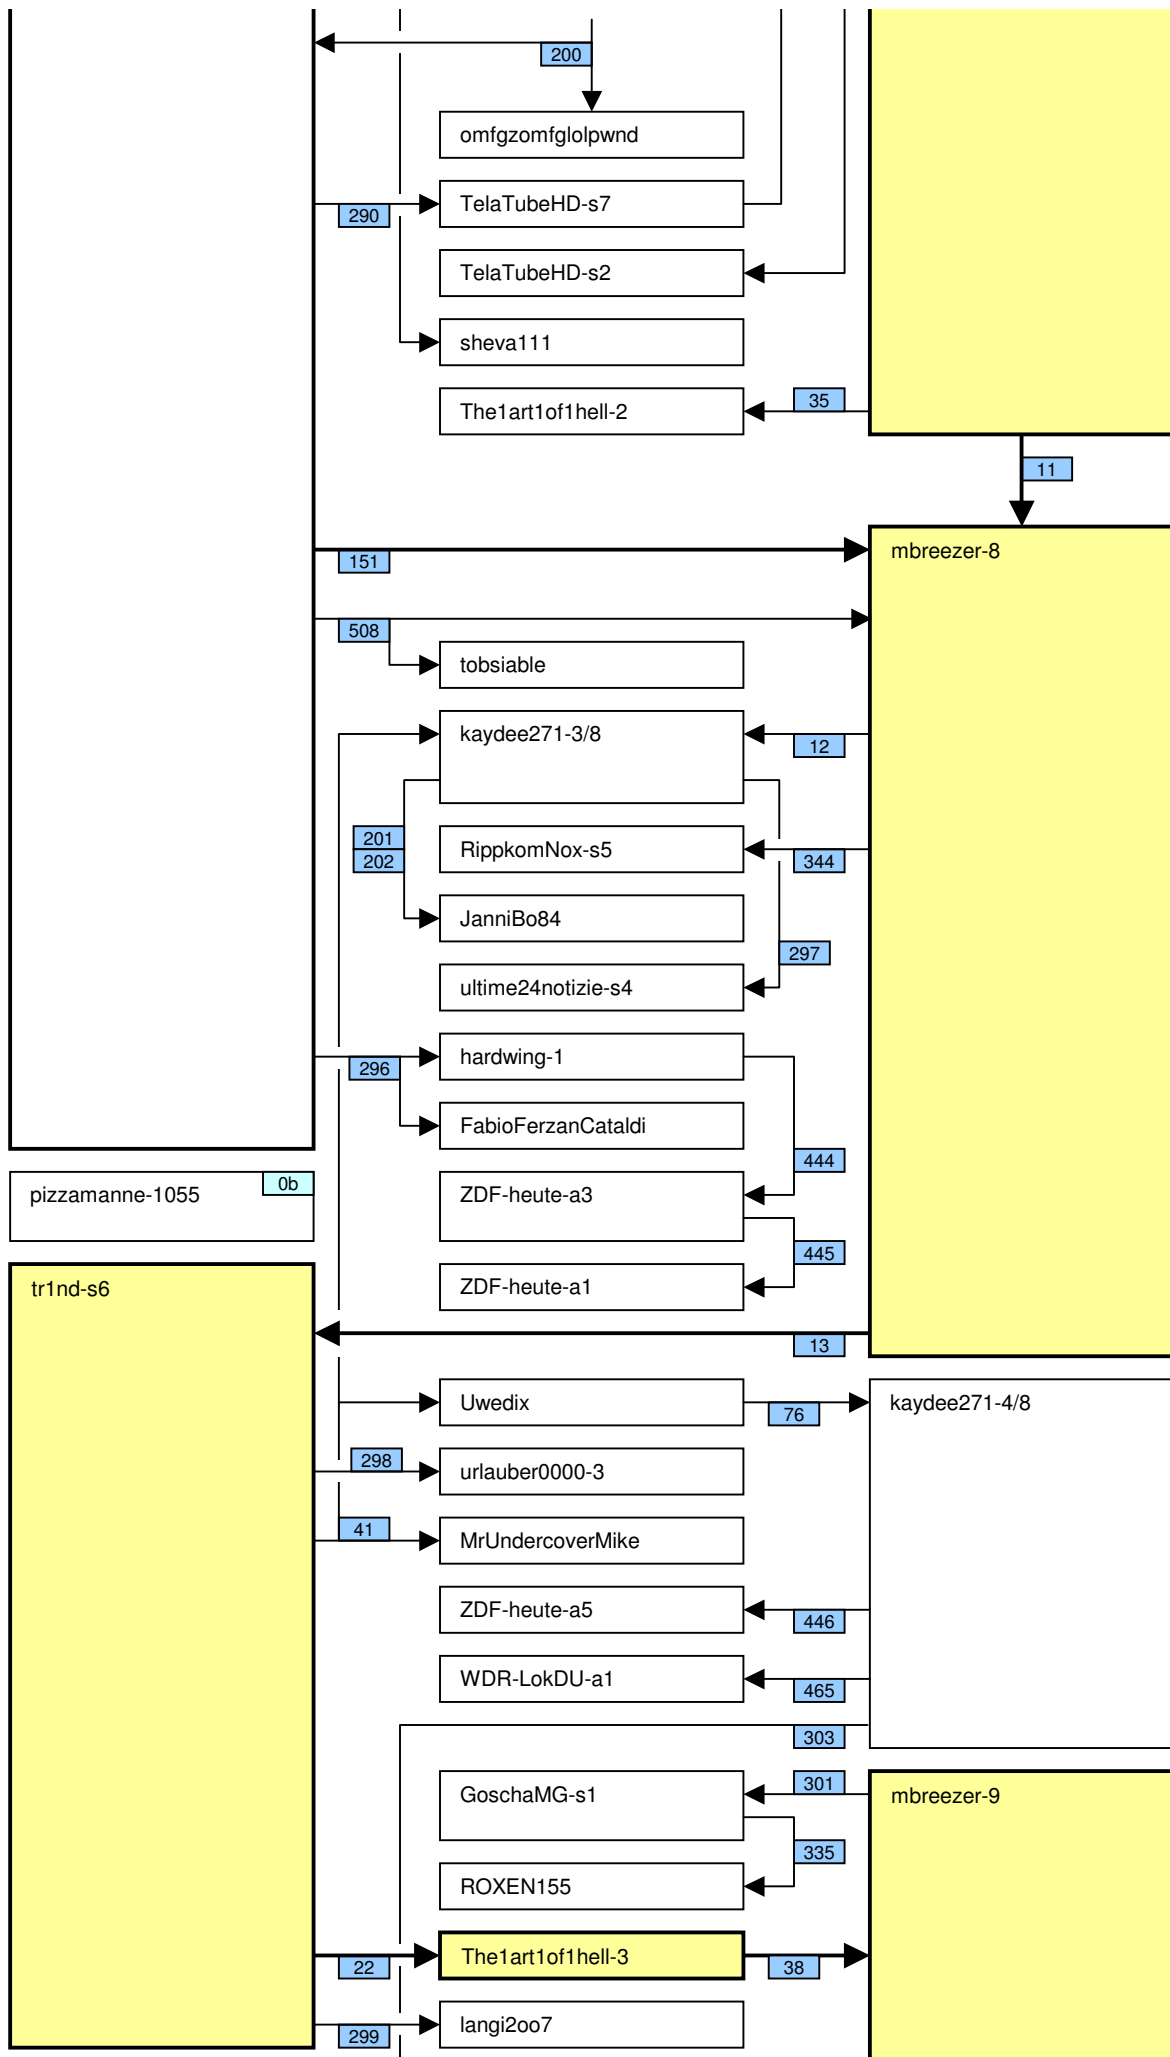 200
omfgzomfglolpwnd
TelaTubeHD-s7
290
TelaTubeHD-s2
sheva111
35
The1art1of1hell-2
11
mbreezer-8
151
508
tobsiable
kaydee271-3/8
12
201
RippkomNox-s5
344
202
JanniBo84
297
ultime24notizie-s4
hardwing-1
296
FabioFerzanCataldi
444
0b
pizzamanne-1055
ZDF-heute-a3
445
tr1nd-s6
ZDF-heute-a1
13
Uwedix
kaydee271-4/8
76
298
urlauber0000-3
41
MrUndercoverMike
ZDF-heute-a5
446
WDR-LokDU-a1
465
303
301
GoschaMG-s1
mbreezer-9
335
ROXEN155
The1art1of1hell-3
22
38
langi2oo7
299